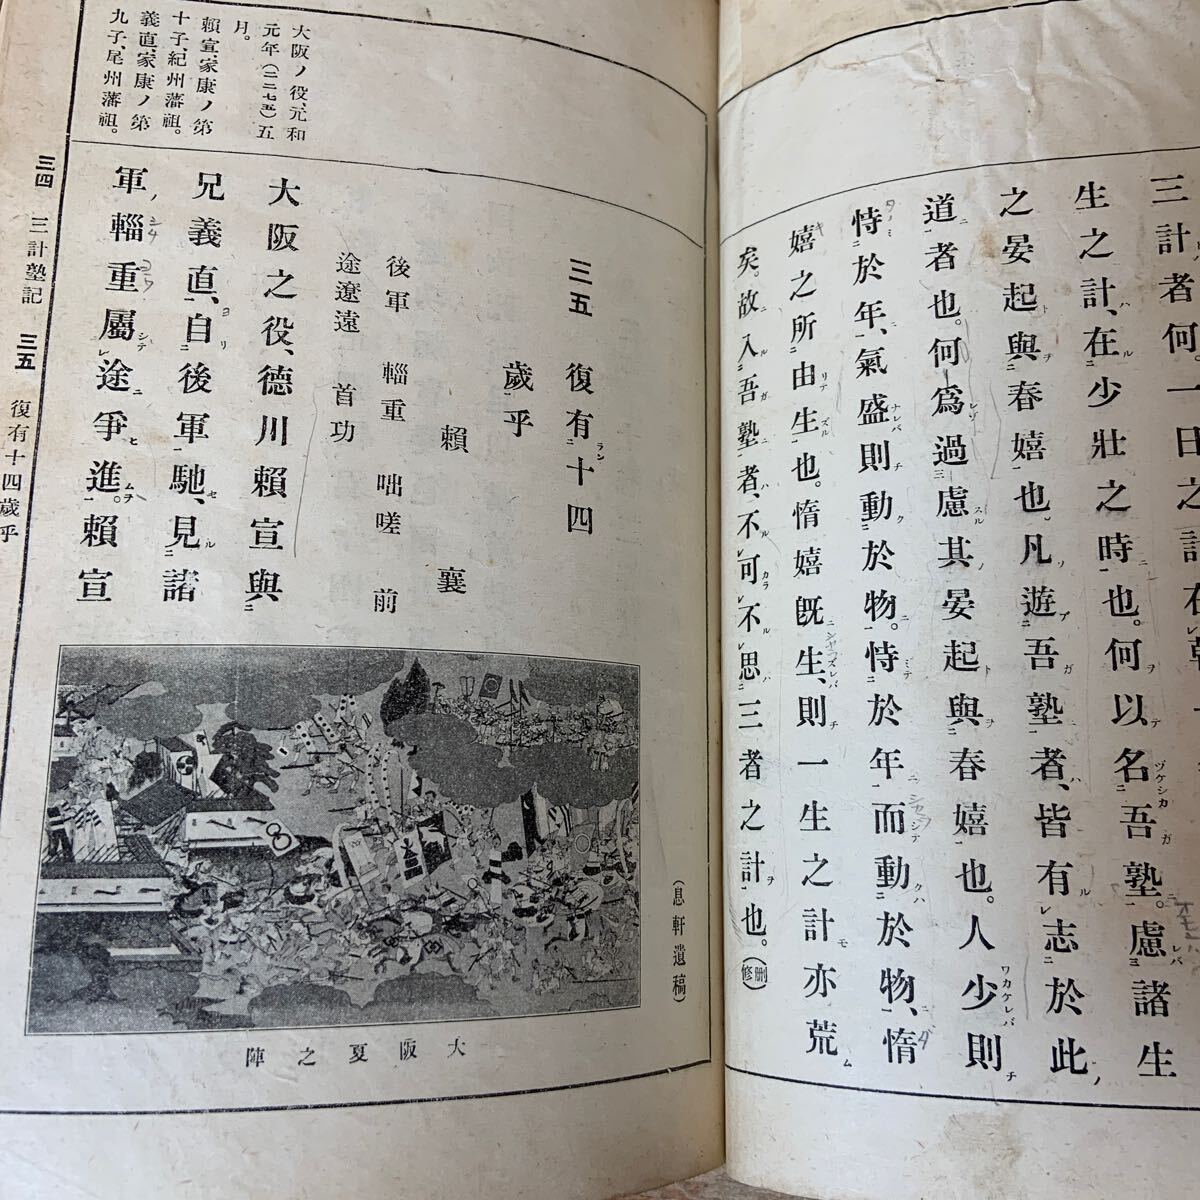 三計者何。一日之計在朝
生之計、在少壯之時也。何以名吾塾。慮諸生
之晏起與春嬉也。凡遊吾塾者、皆有志於此
道者也。何爲過慮其晏起與春嬉也。人少則
恃於年、氣盛則動於物。恃於年而動於物、惰
嬉之所由生也。惰嬉既生、則一生之計亦荒
矣。故入吾塾者、不可不思三者之計也。(刪修)
(息軒遺稿)
三五 復有十四
歲乎
賴襄
後軍 輜重 咄嗟 前
途遼遠 首功
大阪之役、德川賴宣與
兄義直、自後軍馳、見諸
軍輜重屬途爭進。賴宣
大阪ノ役、元和
元年(二二七五)五
月。
賴宣、家康ノ第
十子、紀州藩祖。
義直、家康ノ第
九子、尾州藩祖。
大阪夏之陣
三四 三計塾記 三五 復有十四歲乎